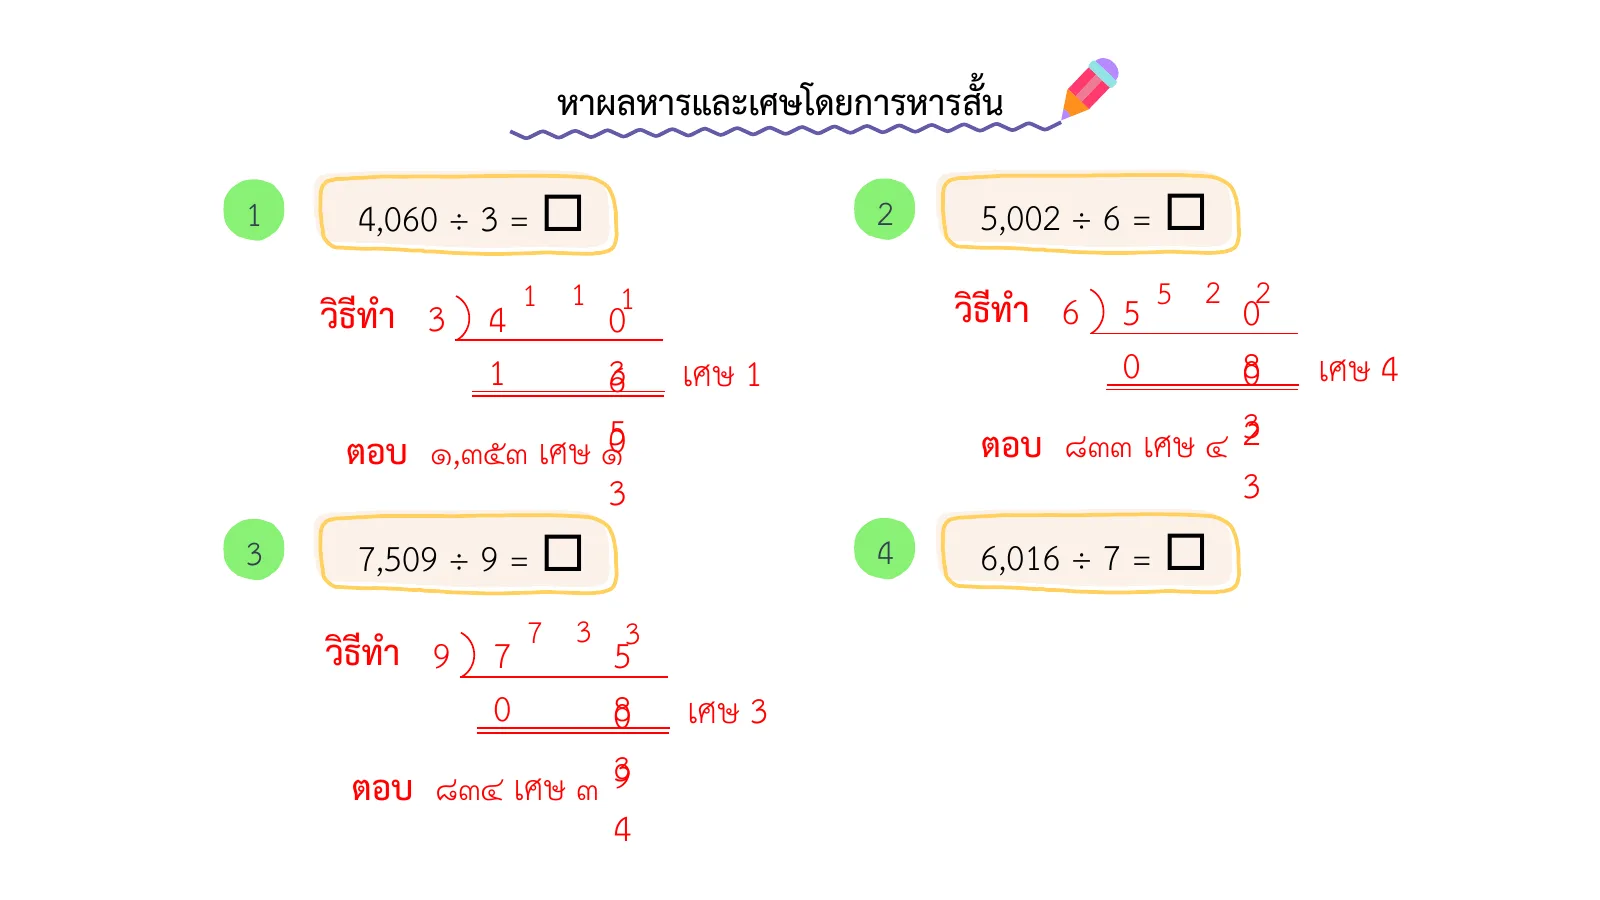 หาผลหารและเศษโดยการหารสั้น
1
4,060 ÷ 3 = □
วิธีทำ 3 ) 4 1 1 1 0
6
0
1 3
5
3
เศษ 1
ตอบ ๑,๓๕๓ เศษ ๑
2
5,002 ÷ 6 = □
วิธีทำ 6 ) 5 5 2 2 0
0
2
0 8
3
3
เศษ 4
ตอบ ๘๓๓ เศษ ๔
3
7,509 ÷ 9 = □
วิธีทำ 9 ) 7 7 3 3 5
0
9
0 8
3
4
เศษ 3
ตอบ ๘๓๔ เศษ ๓
4
6,016 ÷ 7 = □